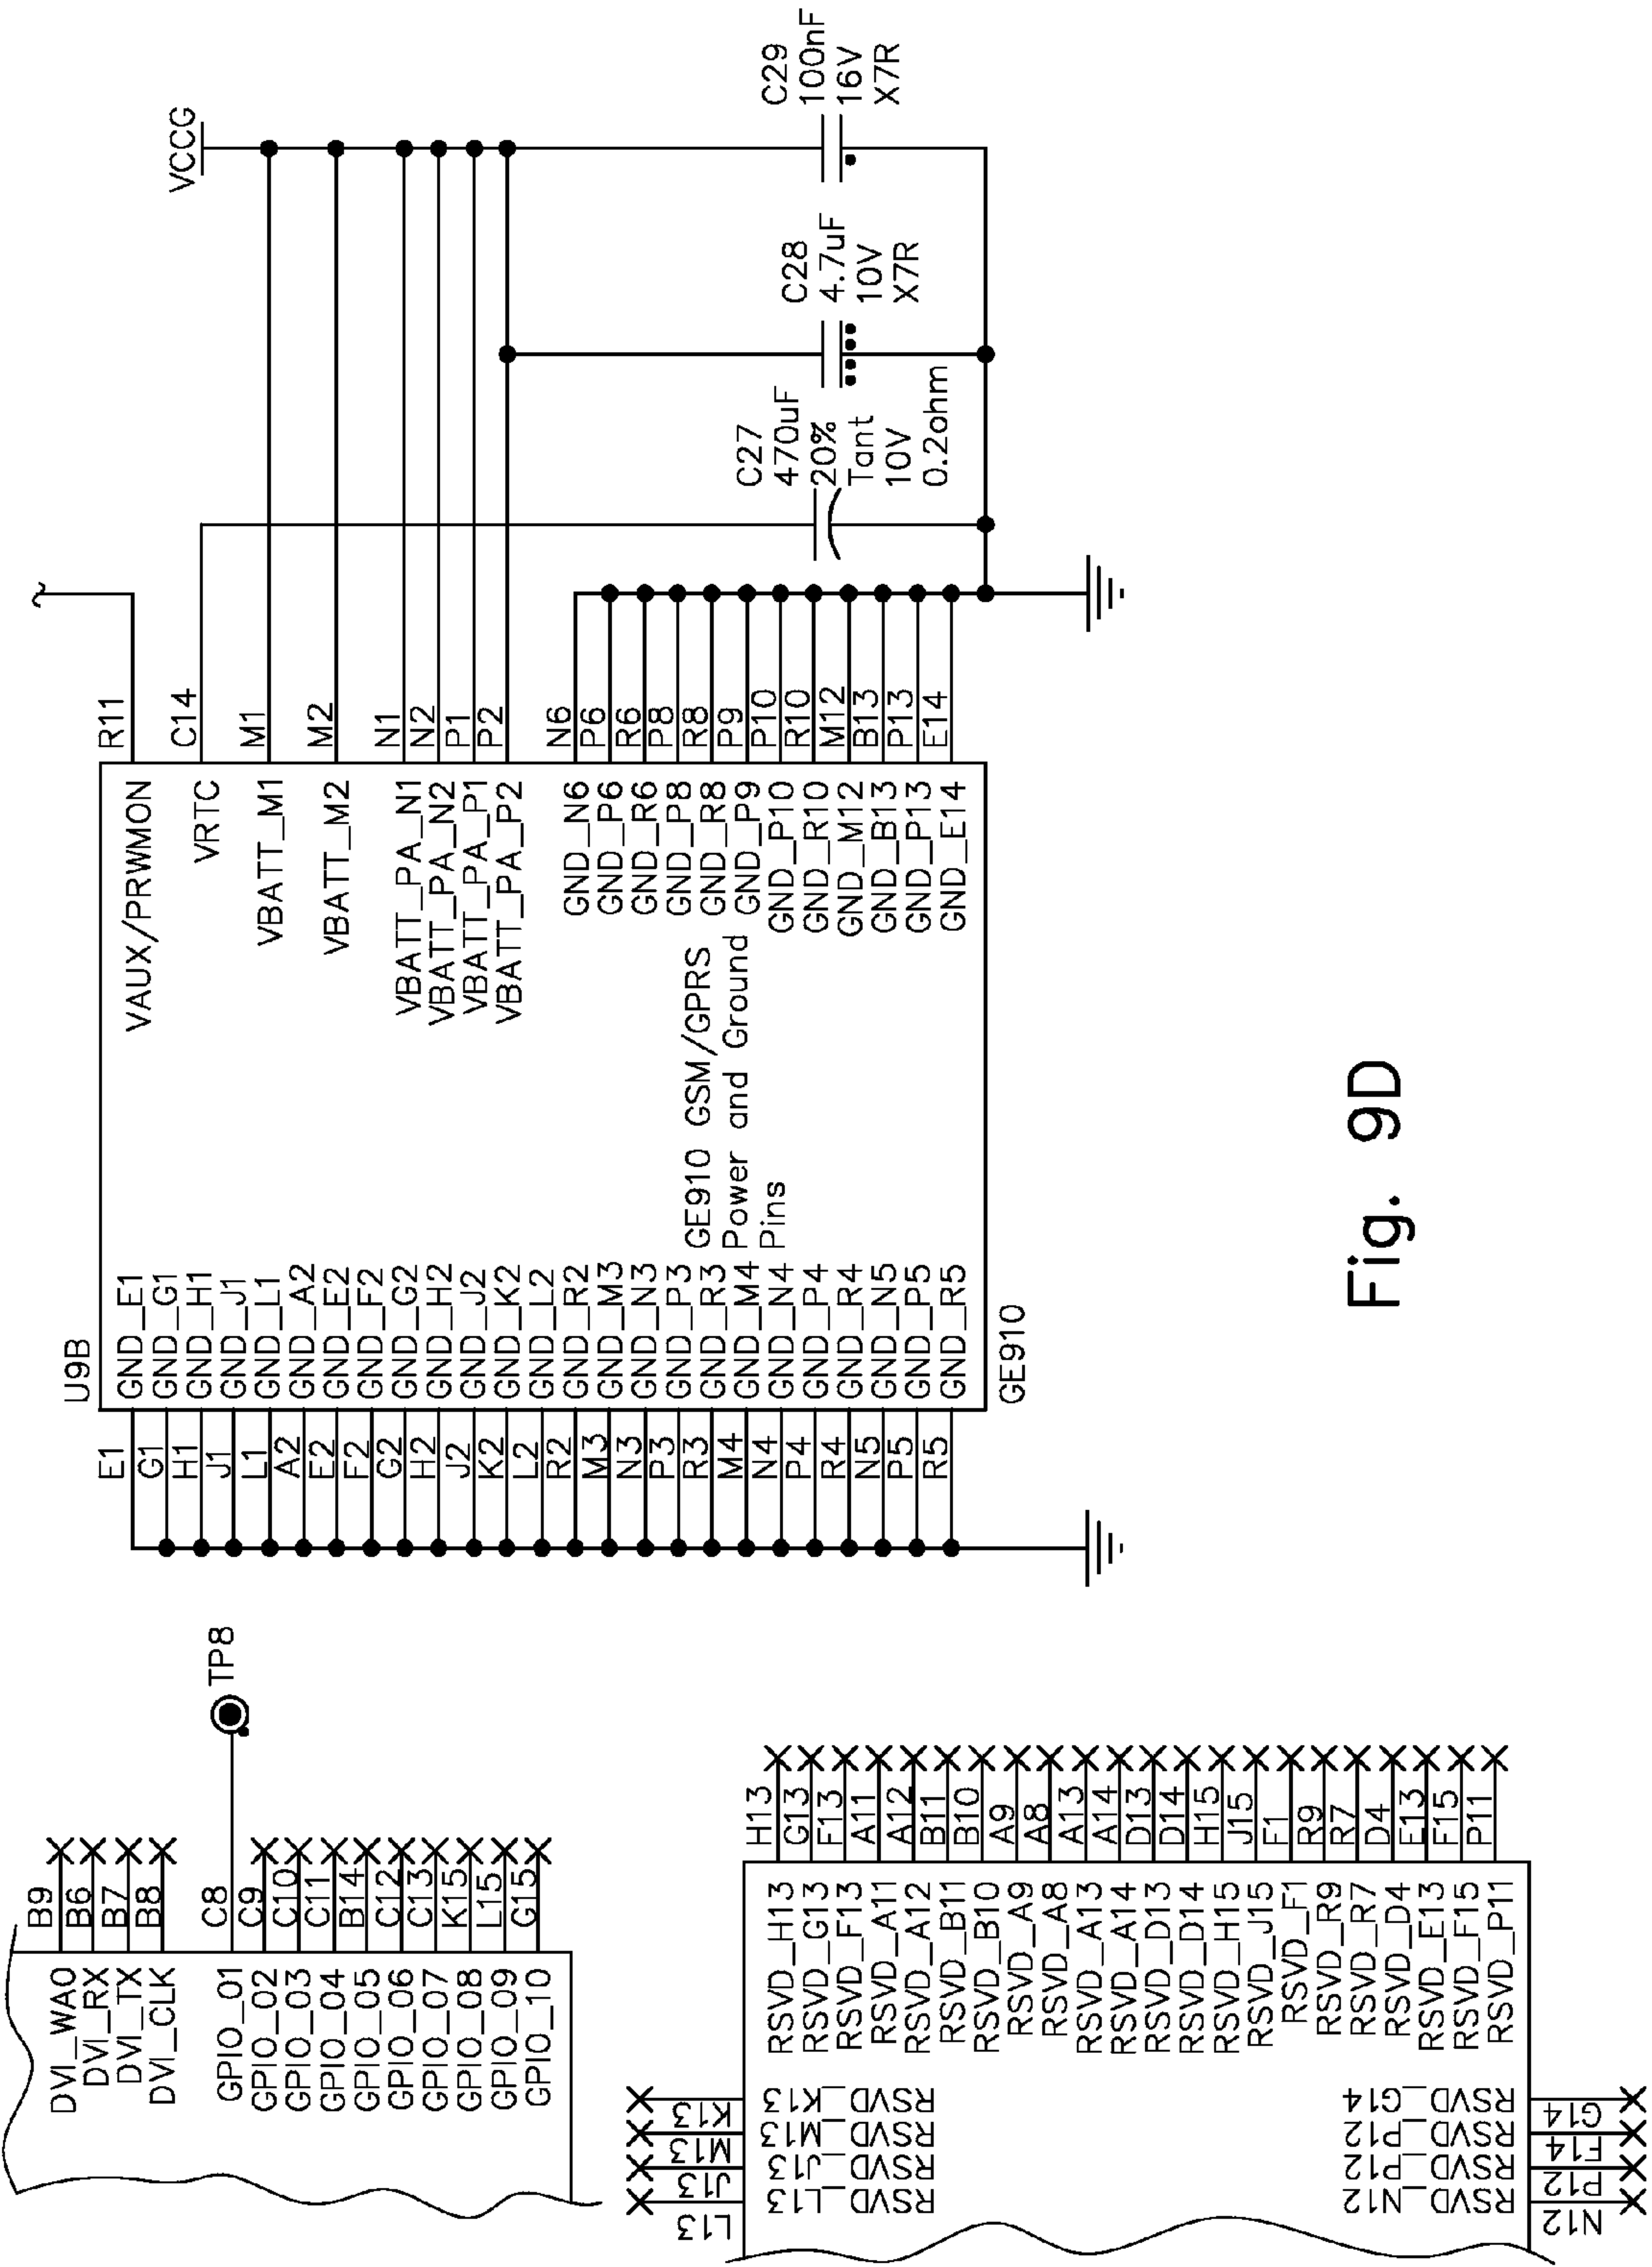 DVI_WA0 B9
DVI_RX B6
DVI_TX B7
DVI_CLK B8
GPIO_01 C8
TP8
GPIO_02 C9
GPIO_03 C10
GPIO_04 C11
GPIO_05 B14
GPIO_06 C12
GPIO_07 C13
GPIO_08 K15
GPIO_09 L15
GPIO_10 G15
L13 RSVD_L13
J13 RSVD_J13
M13 RSVD_M13
K13 RSVD_K13
RSVD_H13 H13
RSVD_G13 G13
RSVD_F13 F13
RSVD_A11 A11
RSVD_A12 A12
RSVD_B11 B11
RSVD_B10 B10
RSVD_A9 A9
RSVD_A8 A8
RSVD_A13 A13
RSVD_A14 A14
RSVD_D13 D13
RSVD_D14 D14
RSVD_H15 H15
RSVD_J15 J15
RSVD_F1 F1
RSVD_R9 R9
RSVD_R7 R7
RSVD_D4 D4
RSVD_E13 E13
RSVD_F15 F15
RSVD_P11 P11
RSVD_N12 N12
RSVD_P12 P12
RSVD_P12 F14
RSVD_G14 G14
U9B
E1 GND_E1
G1 GND_G1
H1 GND_H1
J1 GND_J1
L1 GND_L1
A2 GND_A2
E2 GND_E2
F2 GND_F2
G2 GND_G2
H2 GND_H2
J2 GND_J2
K2 GND_K2
L2 GND_L2
R2 GND_R2
M3 GND_M3
N3 GND_N3
P3 GND_P3
R3 GND_R3
M4 GND_M4
N4 GND_N4
P4 GND_P4
R4 GND_R4
N5 GND_N5
P5 GND_P5
R5 GND_R5
GE910
GE910 GSM/GPRS
Power and Ground
Pins
VAUX/PRWMON R11
VRTC C14
VBATT_M1 M1
VBATT_M2 M2
VBATT_PA_N1 N1
VBATT_PA_N2 N2
VBATT_PA_P1 P1
VBATT_PA_P2 P2
GND_N6 N6
GND_P6 P6
GND_R6 R6
GND_P8 P8
GND_R8 R8
GND_P9 P9
GND_P10 P10
GND_R10 R10
GND_M12 M12
GND_B13 B13
GND_P13 P13
GND_E14 E14
VCCG
C27
470uF
20%
Tant
10V
0.2ohm
C28
4.7uF
10V
X7R
C29
100nF
16V
X7R
Fig. 9D